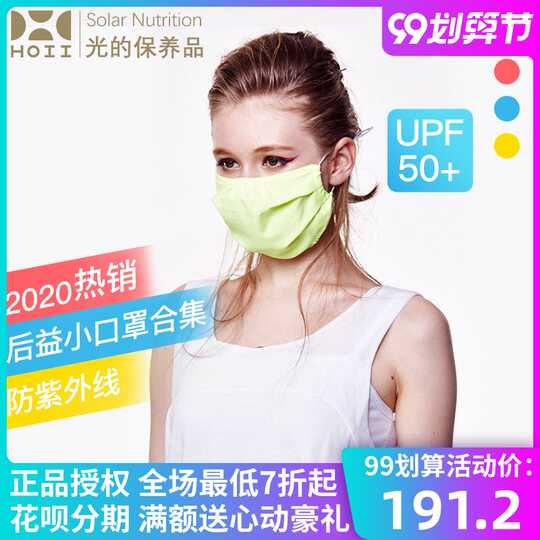 HOII
Solar Nutrition
光的保养品
99划算节
UPF
50+
2020热销
后益小口罩合集
防紫外线
正品授权 全场最低7折起
花呗分期 满额送心动豪礼
99划算活动价:
191.2